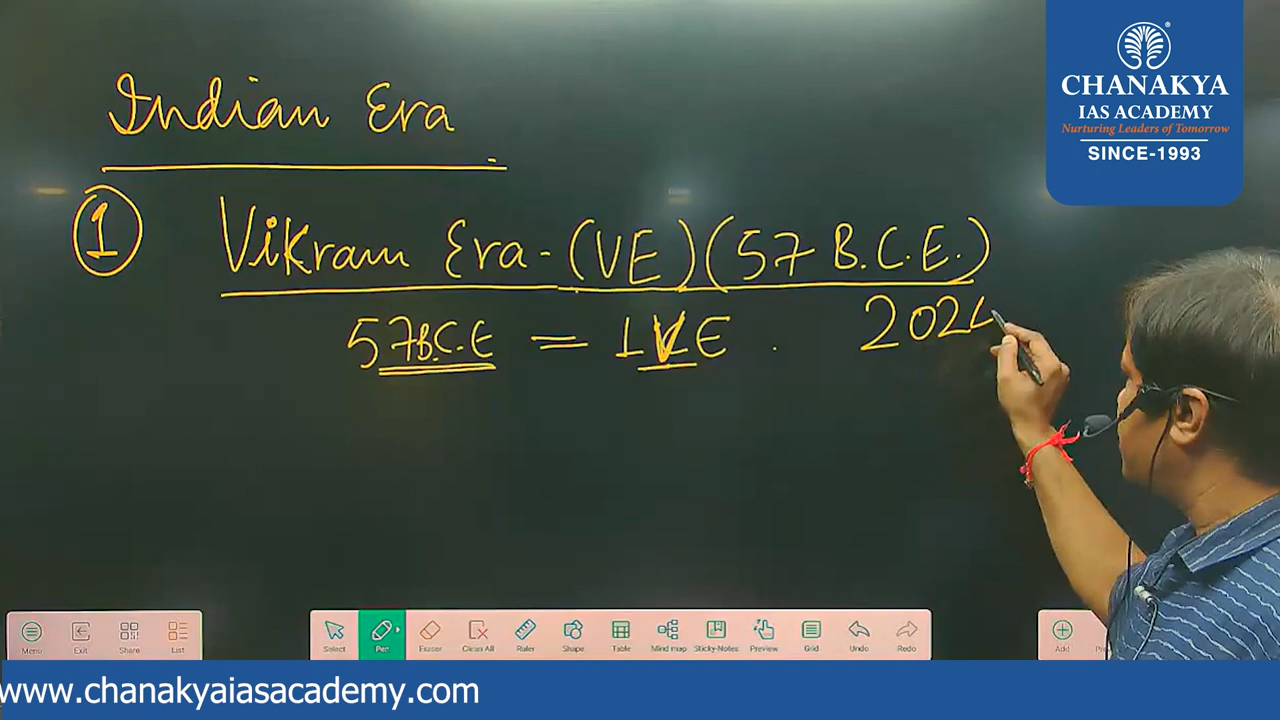 CHANAKYA
IAS ACADEMY
Nurturing Leaders of Tomorrow
SINCE-1993
Indian Era
1 Vikram Era - (VE) (57 B.C.E.)
57 B.C.E = 1 VE . 202
Menu Exit Share List Select Pen Eraser Clean All Ruler Shape Table Mind map Sticky-Notes Preview Grid Undo Redo Add
www.chanakyaiasacademy.com